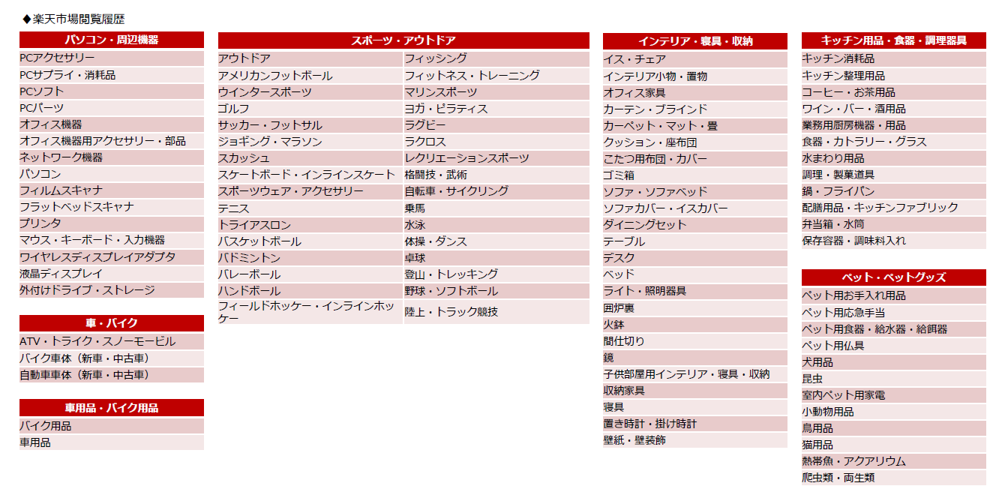 ◆楽天市場閲覧履歴
パソコン・周辺機器
PCアクセサリー
PCサプライ・消耗品
PCソフト
PCパーツ
オフィス機器
オフィス機器用アクセサリー・部品
ネットワーク機器
パソコン
フィルムスキャナ
フラットベッドスキャナ
プリンタ
マウス・キーボード・入力機器
ワイヤレスディスプレイアダプタ
液晶ディスプレイ
外付けドライブ・ストレージ
車・バイク
ATV・トライク・スノーモービル
バイク車体（新車・中古車）
自動車車体（新車・中古車）
車用品・バイク用品
バイク用品
車用品
スポーツ・アウトドア
アウトドア
アメリカンフットボール
ウインタースポーツ
ゴルフ
サッカー・フットサル
ジョギング・マラソン
スカッシュ
スケートボード・インラインスケート
スポーツウェア・アクセサリー
テニス
トライアスロン
バスケットボール
バドミントン
バレーボール
ハンドボール
フィールドホッケー・インラインホッ
ケー
フィッシング
フィットネス・トレーニング
マリンスポーツ
ヨガ・ピラティス
ラグビー
ラクロス
レクリエーションスポーツ
格闘技・武術
自転車・サイクリング
乗馬
水泳
体操・ダンス
卓球
登山・トレッキング
野球・ソフトボール
陸上・トラック競技
インテリア・寝具・収納
イス・チェア
インテリア小物・置物
オフィス家具
カーテン・ブラインド
カーペット・マット・畳
クッション・座布団
こたつ用布団・カバー
ゴミ箱
ソファ・ソファベッド
ソファカバー・イスカバー
ダイニングセット
テーブル
デスク
ベッド
ライト・照明器具
囲炉裏
火鉢
間仕切り
鏡
子供部屋用インテリア・寝具・収納
収納家具
寝具
置き時計・掛け時計
壁紙・壁装飾
キッチン用品・食器・調理器具
キッチン消耗品
キッチン整理用品
コーヒー・お茶用品
ワイン・バー・酒用品
業務用厨房機器・用品
食器・カトラリー・グラス
水まわり用品
調理・製菓道具
鍋・フライパン
配膳用品・キッチンファブリック
弁当箱・水筒
保存容器・調味料入れ
ペット・ペットグッズ
ペット用お手入れ用品
ペット用応急手当
ペット用食器・給水器・給餌器
ペット用仏具
犬用品
昆虫
室内ペット用家電
小動物用品
鳥用品
猫用品
熱帯魚・アクアリウム
爬虫類・両生類